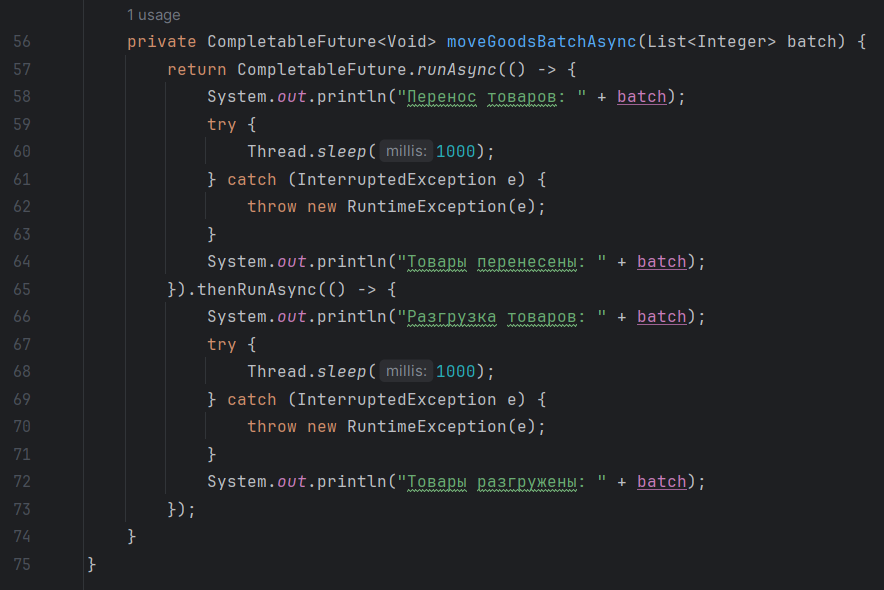 1 usage
56 private CompletableFuture<Void> moveGoodsBatchAsync(List<Integer> batch) {
57 return CompletableFuture.runAsync(() -> {
58 System.out.println("Перенос товаров: " + batch);
59 try {
60 Thread.sleep( millis: 1000);
61 } catch (InterruptedException e) {
62 throw new RuntimeException(e);
63 }
64 System.out.println("Товары перенесены: " + batch);
65 }).thenRunAsync(() -> {
66 System.out.println("Разгрузка товаров: " + batch);
67 try {
68 Thread.sleep( millis: 1000);
69 } catch (InterruptedException e) {
70 throw new RuntimeException(e);
71 }
72 System.out.println("Товары разгружены: " + batch);
73 });
74 }
75 }